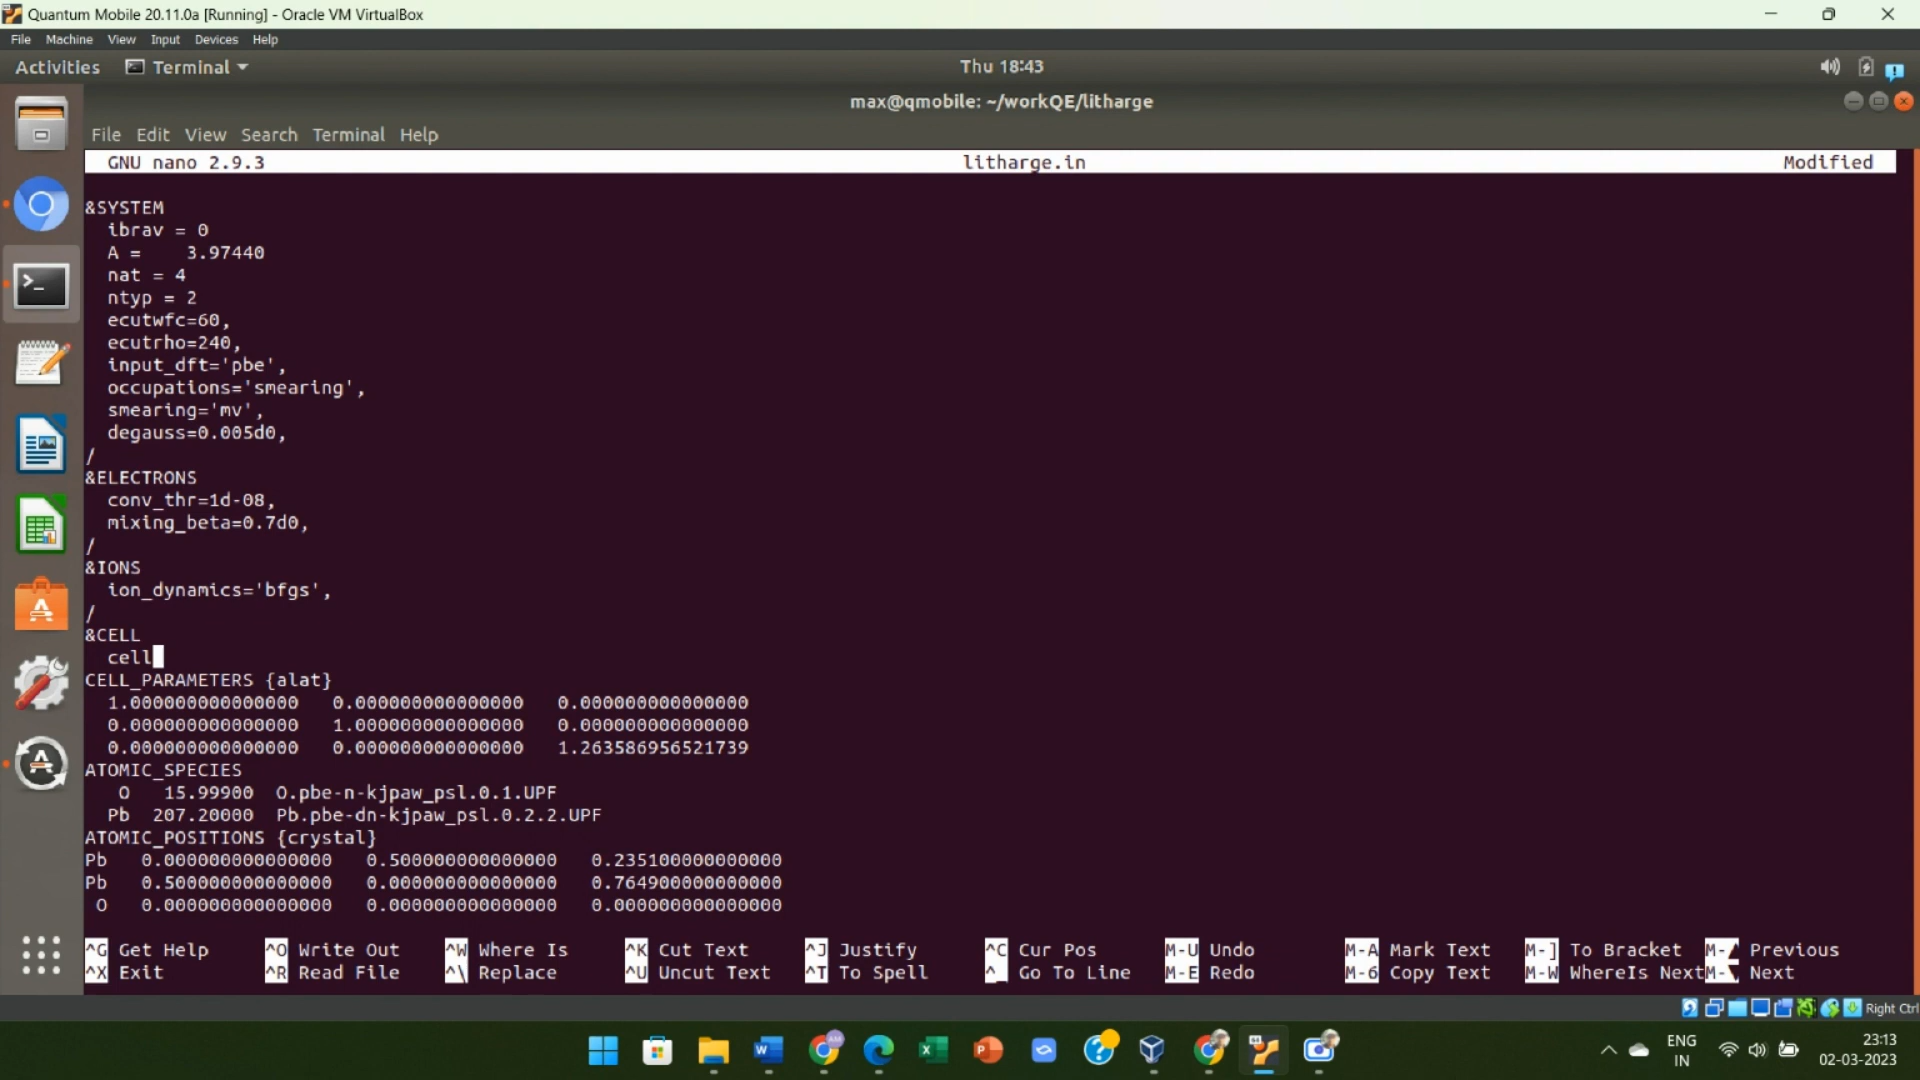 Quantum Mobile 20.11.0a [Running] - Oracle VM VirtualBox
File Machine View Input Devices Help
Activities Terminal Thu 18:43
max@qmobile: ~/workQE/litharge
File Edit View Search Terminal Help
GNU nano 2.9.3 litharge.in Modified
&SYSTEM
ibrav = 0
A = 3.97440
nat = 4
ntyp = 2
ecutwfc=60,
ecutrho=240,
input_dft='pbe',
occupations='smearing',
smearing='mv',
degauss=0.005d0,
/
&ELECTRONS
conv_thr=1d-08,
mixing_beta=0.7d0,
/
&IONS
ion_dynamics='bfgs',
/
&CELL
cell
CELL_PARAMETERS {alat}
1.000000000000000 0.000000000000000 0.000000000000000
0.000000000000000 1.000000000000000 0.000000000000000
0.000000000000000 0.000000000000000 1.263586956521739
ATOMIC_SPECIES
O 15.99900 O.pbe-n-kjpaw_psl.0.1.UPF
Pb 207.20000 Pb.pbe-dn-kjpaw_psl.0.2.2.UPF
ATOMIC_POSITIONS {crystal}
Pb 0.000000000000000 0.500000000000000 0.235100000000000
Pb 0.500000000000000 0.000000000000000 0.764900000000000
O 0.000000000000000 0.000000000000000 0.000000000000000
^G Get Help ^O Write Out ^W Where Is ^K Cut Text ^J Justify ^C Cur Pos M-U Undo M-A Mark Text M-] To Bracket M-▲ Previous
^X Exit ^R Read File ^\ Replace ^U Uncut Text ^T To Spell ^_ Go To Line M-E Redo M-6 Copy Text M-W WhereIs Next M-▼ Next
Right Ctrl
ENG
IN
23:13
02-03-2023